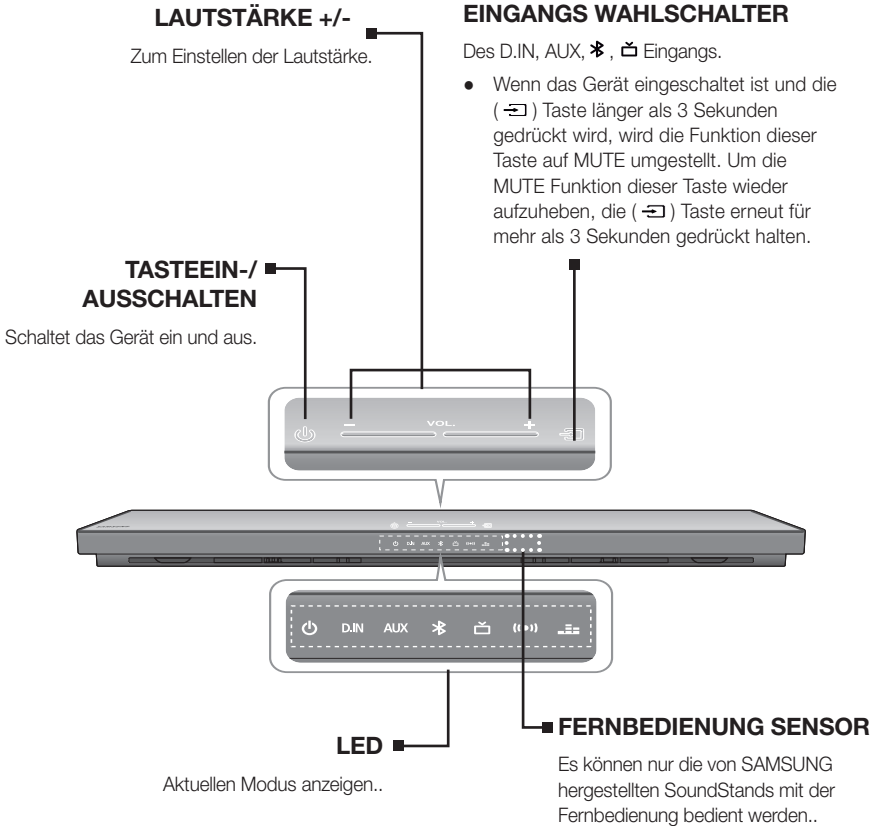 LAUTSTÄRKE +/-
Zum Einstellen der Lautstärke.
EINGANGS WAHLSCHALTER
Des D.IN, AUX, , Eingangs.
● Wenn das Gerät eingeschaltet ist und die
( ) Taste länger als 3 Sekunden
gedrückt wird, wird die Funktion dieser
Taste auf MUTE umgestellt. Um die
MUTE Funktion dieser Taste wieder
aufzuheben, die ( ) Taste erneut für
mehr als 3 Sekunden gedrückt halten.
TASTEEIN-/
AUSSCHALTEN
Schaltet das Gerät ein und aus.
- VOL. +
D.IN AUX
D.IN AUX
LED
Aktuellen Modus anzeigen..
FERNBEDIENUNG SENSOR
Es können nur die von SAMSUNG
hergestellten SoundStands mit der
Fernbedienung bedient werden..